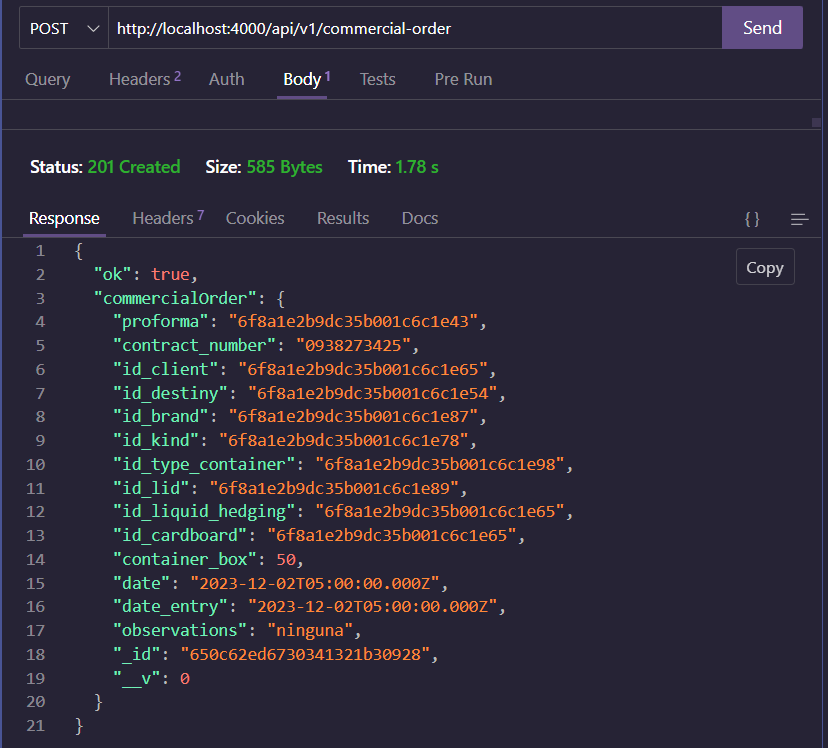 POST http://localhost:4000/api/v1/commercial-order Send
Query Headers 2 Auth Body 1 Tests Pre Run
Status: 201 Created Size: 585 Bytes Time: 1.78 s
Response Headers 7 Cookies Results Docs { }
Copy
1 {
2 "ok": true,
3 "commercialOrder": {
4 "proforma": "6f8a1e2b9dc35b001c6c1e43",
5 "contract_number": "0938273425",
6 "id_client": "6f8a1e2b9dc35b001c6c1e65",
7 "id_destiny": "6f8a1e2b9dc35b001c6c1e54",
8 "id_brand": "6f8a1e2b9dc35b001c6c1e87",
9 "id_kind": "6f8a1e2b9dc35b001c6c1e78",
10 "id_type_container": "6f8a1e2b9dc35b001c6c1e98",
11 "id_lid": "6f8a1e2b9dc35b001c6c1e89",
12 "id_liquid_hedging": "6f8a1e2b9dc35b001c6c1e65",
13 "id_cardboard": "6f8a1e2b9dc35b001c6c1e65",
14 "container_box": 50,
15 "date": "2023-12-02T05:00:00.000Z",
16 "date_entry": "2023-12-02T05:00:00.000Z",
17 "observations": "ninguna",
18 "_id": "650c62ed6730341321b30928",
19 "__v": 0
20 }
21 }